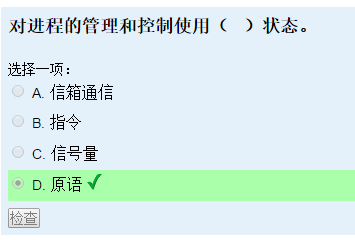 对进程的管理和控制使用（ ）状态。
选择一项：
A. 信箱通信
B. 指令
C. 信号量
D. 原语
检查